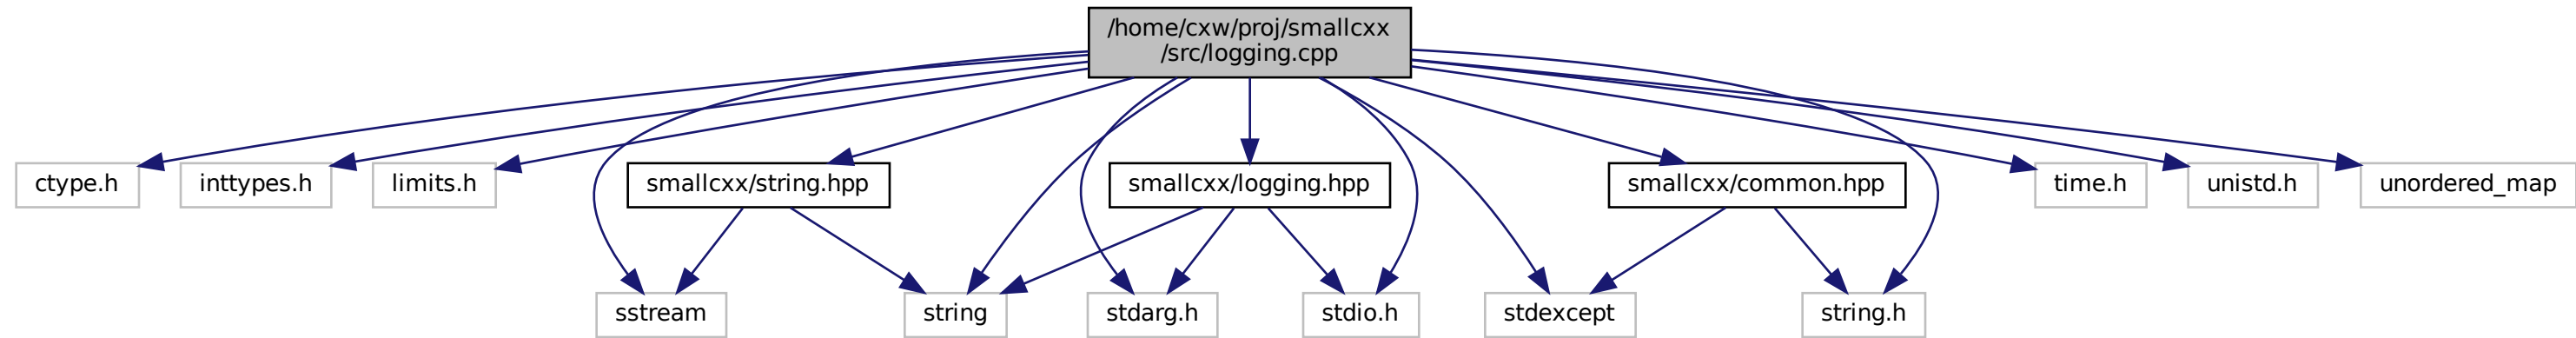 /home/cxw/proj/smallcxx
/src/logging.cpp
ctype.h
inttypes.h
limits.h
smallcxx/string.hpp
smallcxx/logging.hpp
smallcxx/common.hpp
time.h
unistd.h
unordered_map
sstream
string
stdarg.h
stdio.h
stdexcept
string.h